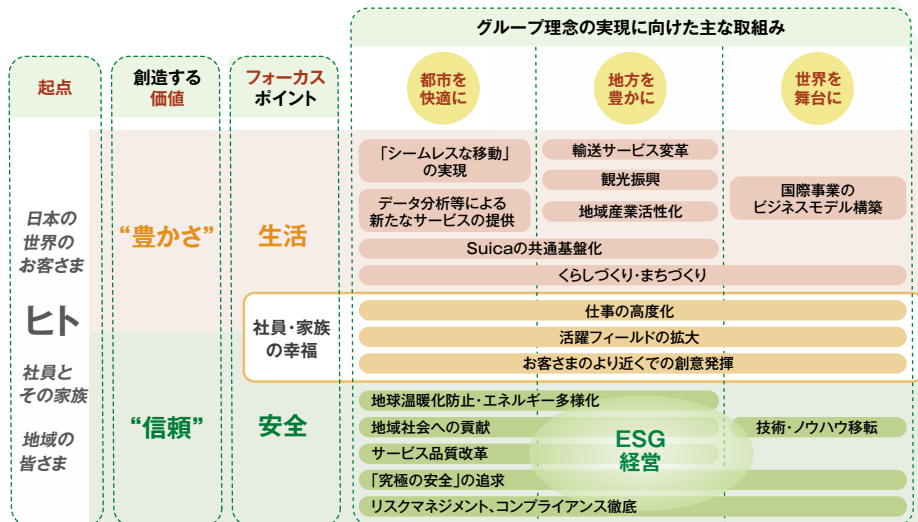 グループ理念の実現に向けた主な取組み
起点
創造する
価値
フォーカス
ポイント
都市を
快適に
地方を
豊かに
世界を
舞台に
日本の
世界の
お客さま
ヒト
社員と
その家族
地域の
皆さま
“豊かさ”
“信頼”
生活
社員・家族
の幸福
安全
「シームレスな移動」
の実現
データ分析等による
新たなサービスの提供
輸送サービス変革
観光振興
地域産業活性化
国際事業の
ビジネスモデル構築
Suicaの共通基盤化
くらしづくり・まちづくり
仕事の高度化
活躍フィールドの拡大
お客さまのより近くでの創意発揮
地球温暖化防止・エネルギー多様化
地域社会への貢献
技術・ノウハウ移転
サービス品質改革
ESG
経営
「究極の安全」の追求
リスクマネジメント、コンプライアンス徹底